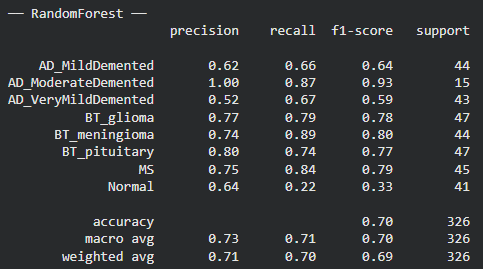 ── RandomForest ──
precision recall f1-score support
AD_MildDemented 0.62 0.66 0.64 44
AD_ModerateDemented 1.00 0.87 0.93 15
AD_VeryMildDemented 0.52 0.67 0.59 43
BT_glioma 0.77 0.79 0.78 47
BT_meningioma 0.74 0.89 0.80 44
BT_pituitary 0.80 0.74 0.77 47
MS 0.75 0.84 0.79 45
Normal 0.64 0.22 0.33 41
accuracy 0.70 326
macro avg 0.73 0.71 0.70 326
weighted avg 0.71 0.70 0.69 326